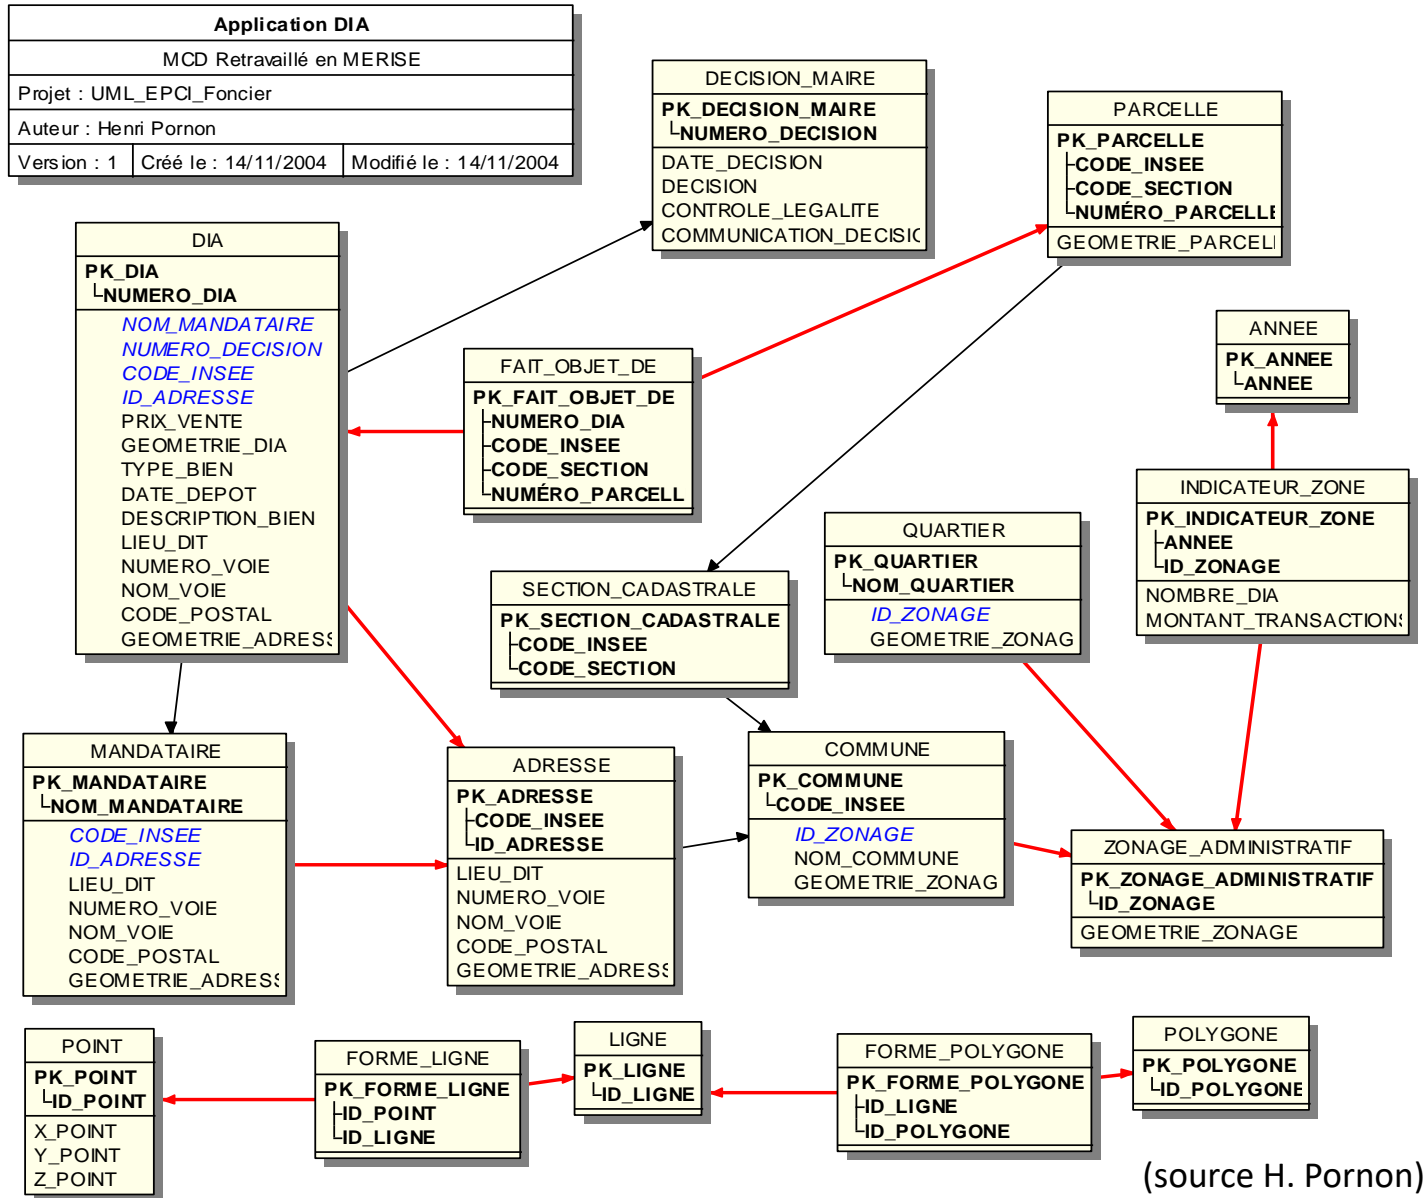 Application DIA
MCD Retravaillé en MERISE
Projet : UML_EPCI_Foncier
Auteur : Henri Pornon
Version : 1
Créé le : 14/11/2004
Modifié le : 14/11/2004
DECISION_MAIRE
PK_DECISION_MAIRE
NUMERO_DECISION
DATE_DECISION
DECISION
CONTROLE_LEGALITE
COMMUNICATION_DECISIC
PARCELLE
PK_PARCELLE
CODE_INSEE
CODE_SECTION
NUMÉRO_PARCELLE
GEOMETRIE_PARCELL
DIA
PK_DIA
NUMERO_DIA
NOM_MANDATAIRE
NUMERO_DECISION
CODE_INSEE
ID_ADRESSE
PRIX_VENTE
GEOMETRIE_DIA
TYPE_BIEN
DATE_DEPOT
DESCRIPTION_BIEN
LIEU_DIT
NUMERO_VOIE
NOM_VOIE
CODE_POSTAL
GEOMETRIE_ADRESS
FAIT_OBJET_DE
PK_FAIT_OBJET_DE
NUMERO_DIA
CODE_INSEE
CODE_SECTION
NUMÉRO_PARCELL
ANNEE
PK_ANNEE
ANNEE
INDICATEUR_ZONE
PK_INDICATEUR_ZONE
ANNEE
ID_ZONAGE
NOMBRE_DIA
MONTANT_TRANSACTIONS
QUARTIER
PK_QUARTIER
NOM_QUARTIER
ID_ZONAGE
GEOMETRIE_ZONAG
SECTION_CADASTRALE
PK_SECTION_CADASTRALE
CODE_INSEE
CODE_SECTION
MANDATAIRE
PK_MANDATAIRE
NOM_MANDATAIRE
CODE_INSEE
ID_ADRESSE
LIEU_DIT
NUMERO_VOIE
NOM_VOIE
CODE_POSTAL
GEOMETRIE_ADRESS
ADRESSE
PK_ADRESSE
CODE_INSEE
ID_ADRESSE
LIEU_DIT
NUMERO_VOIE
NOM_VOIE
CODE_POSTAL
GEOMETRIE_ADRESS
COMMUNE
PK_COMMUNE
CODE_INSEE
ID_ZONAGE
NOM_COMMUNE
GEOMETRIE_ZONAG
ZONAGE_ADMINISTRATIF
PK_ZONAGE_ADMINISTRATIF
ID_ZONAGE
GEOMETRIE_ZONAGE
POINT
PK_POINT
ID_POINT
X_POINT
Y_POINT
Z_POINT
FORME_LIGNE
PK_FORME_LIGNE
ID_POINT
ID_LIGNE
LIGNE
PK_LIGNE
ID_LIGNE
FORME_POLYGONE
PK_FORME_POLYGONE
ID_LIGNE
ID_POLYGONE
POLYGONE
PK_POLYGONE
ID_POLYGONE
(source H. Pornon)